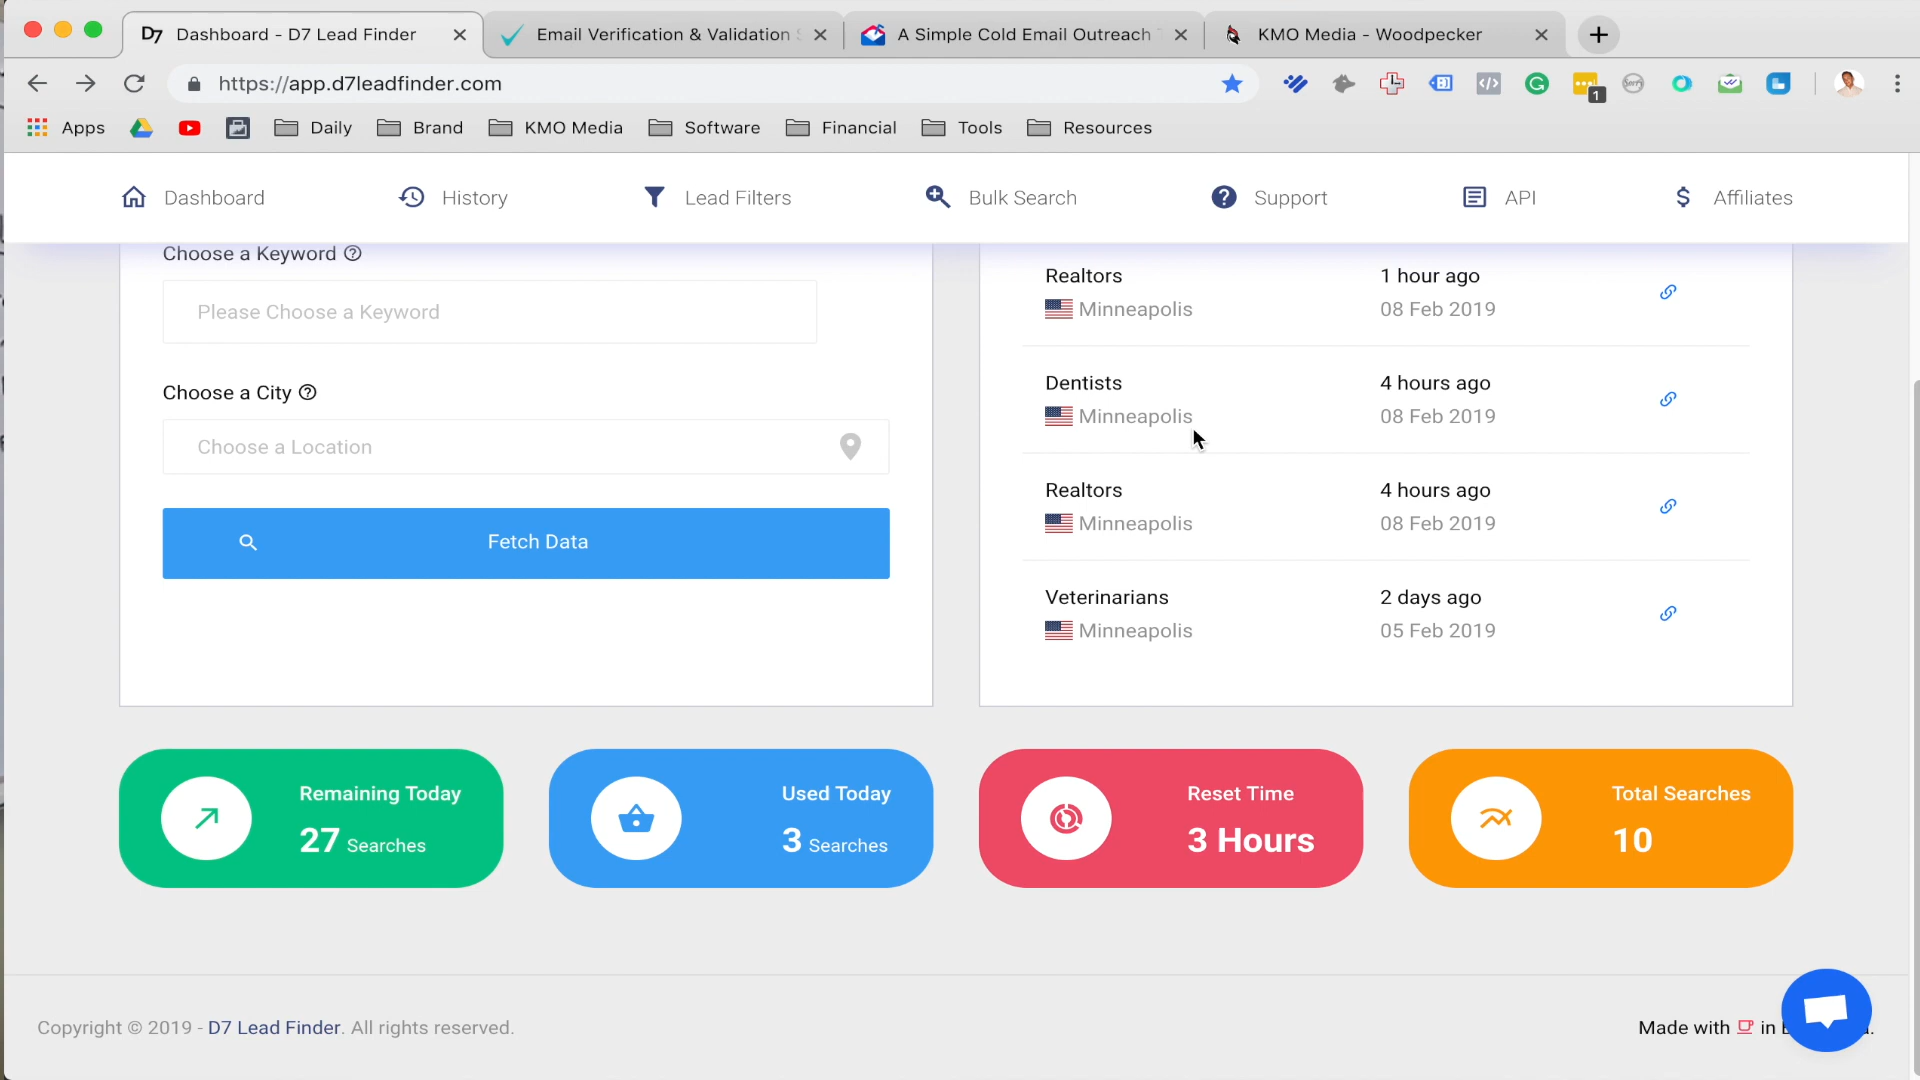 D7 Dashboard - D7 Lead Finder
Email Verification & Validation
A Simple Cold Email Outreach
KMO Media - Woodpecker
https://app.d7leadfinder.com
1
Apps
Daily
Brand
KMO Media
Software
Financial
Tools
Resources
Dashboard
History
Lead Filters
Bulk Search
Support
API
Affiliates
Choose a Keyword
Please Choose a Keyword
Choose a City
Choose a Location
Fetch Data
Realtors 1 hour ago
Minneapolis 08 Feb 2019
Dentists 4 hours ago
Minneapolis 08 Feb 2019
Realtors 4 hours ago
Minneapolis 08 Feb 2019
Veterinarians 2 days ago
Minneapolis 05 Feb 2019
Remaining Today
27 Searches
Used Today
3 Searches
Reset Time
3 Hours
Total Searches
10
Copyright © 2019 - D7 Lead Finder. All rights reserved.
Made with in